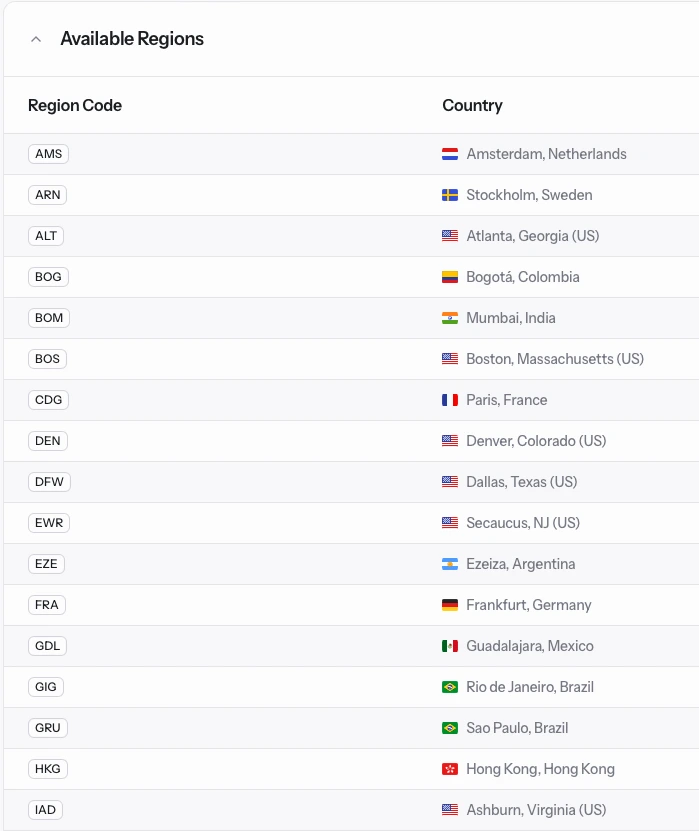 Available Regions
Region Code Country
AMS Amsterdam, Netherlands
ARN Stockholm, Sweden
ALT Atlanta, Georgia (US)
BOG Bogotá, Colombia
BOM Mumbai, India
BOS Boston, Massachusetts (US)
CDG Paris, France
DEN Denver, Colorado (US)
DFW Dallas, Texas (US)
EWR Secaucus, NJ (US)
EZE Ezeiza, Argentina
FRA Frankfurt, Germany
GDL Guadalajara, Mexico
GIG Rio de Janeiro, Brazil
GRU Sao Paulo, Brazil
HKG Hong Kong, Hong Kong
IAD Ashburn, Virginia (US)